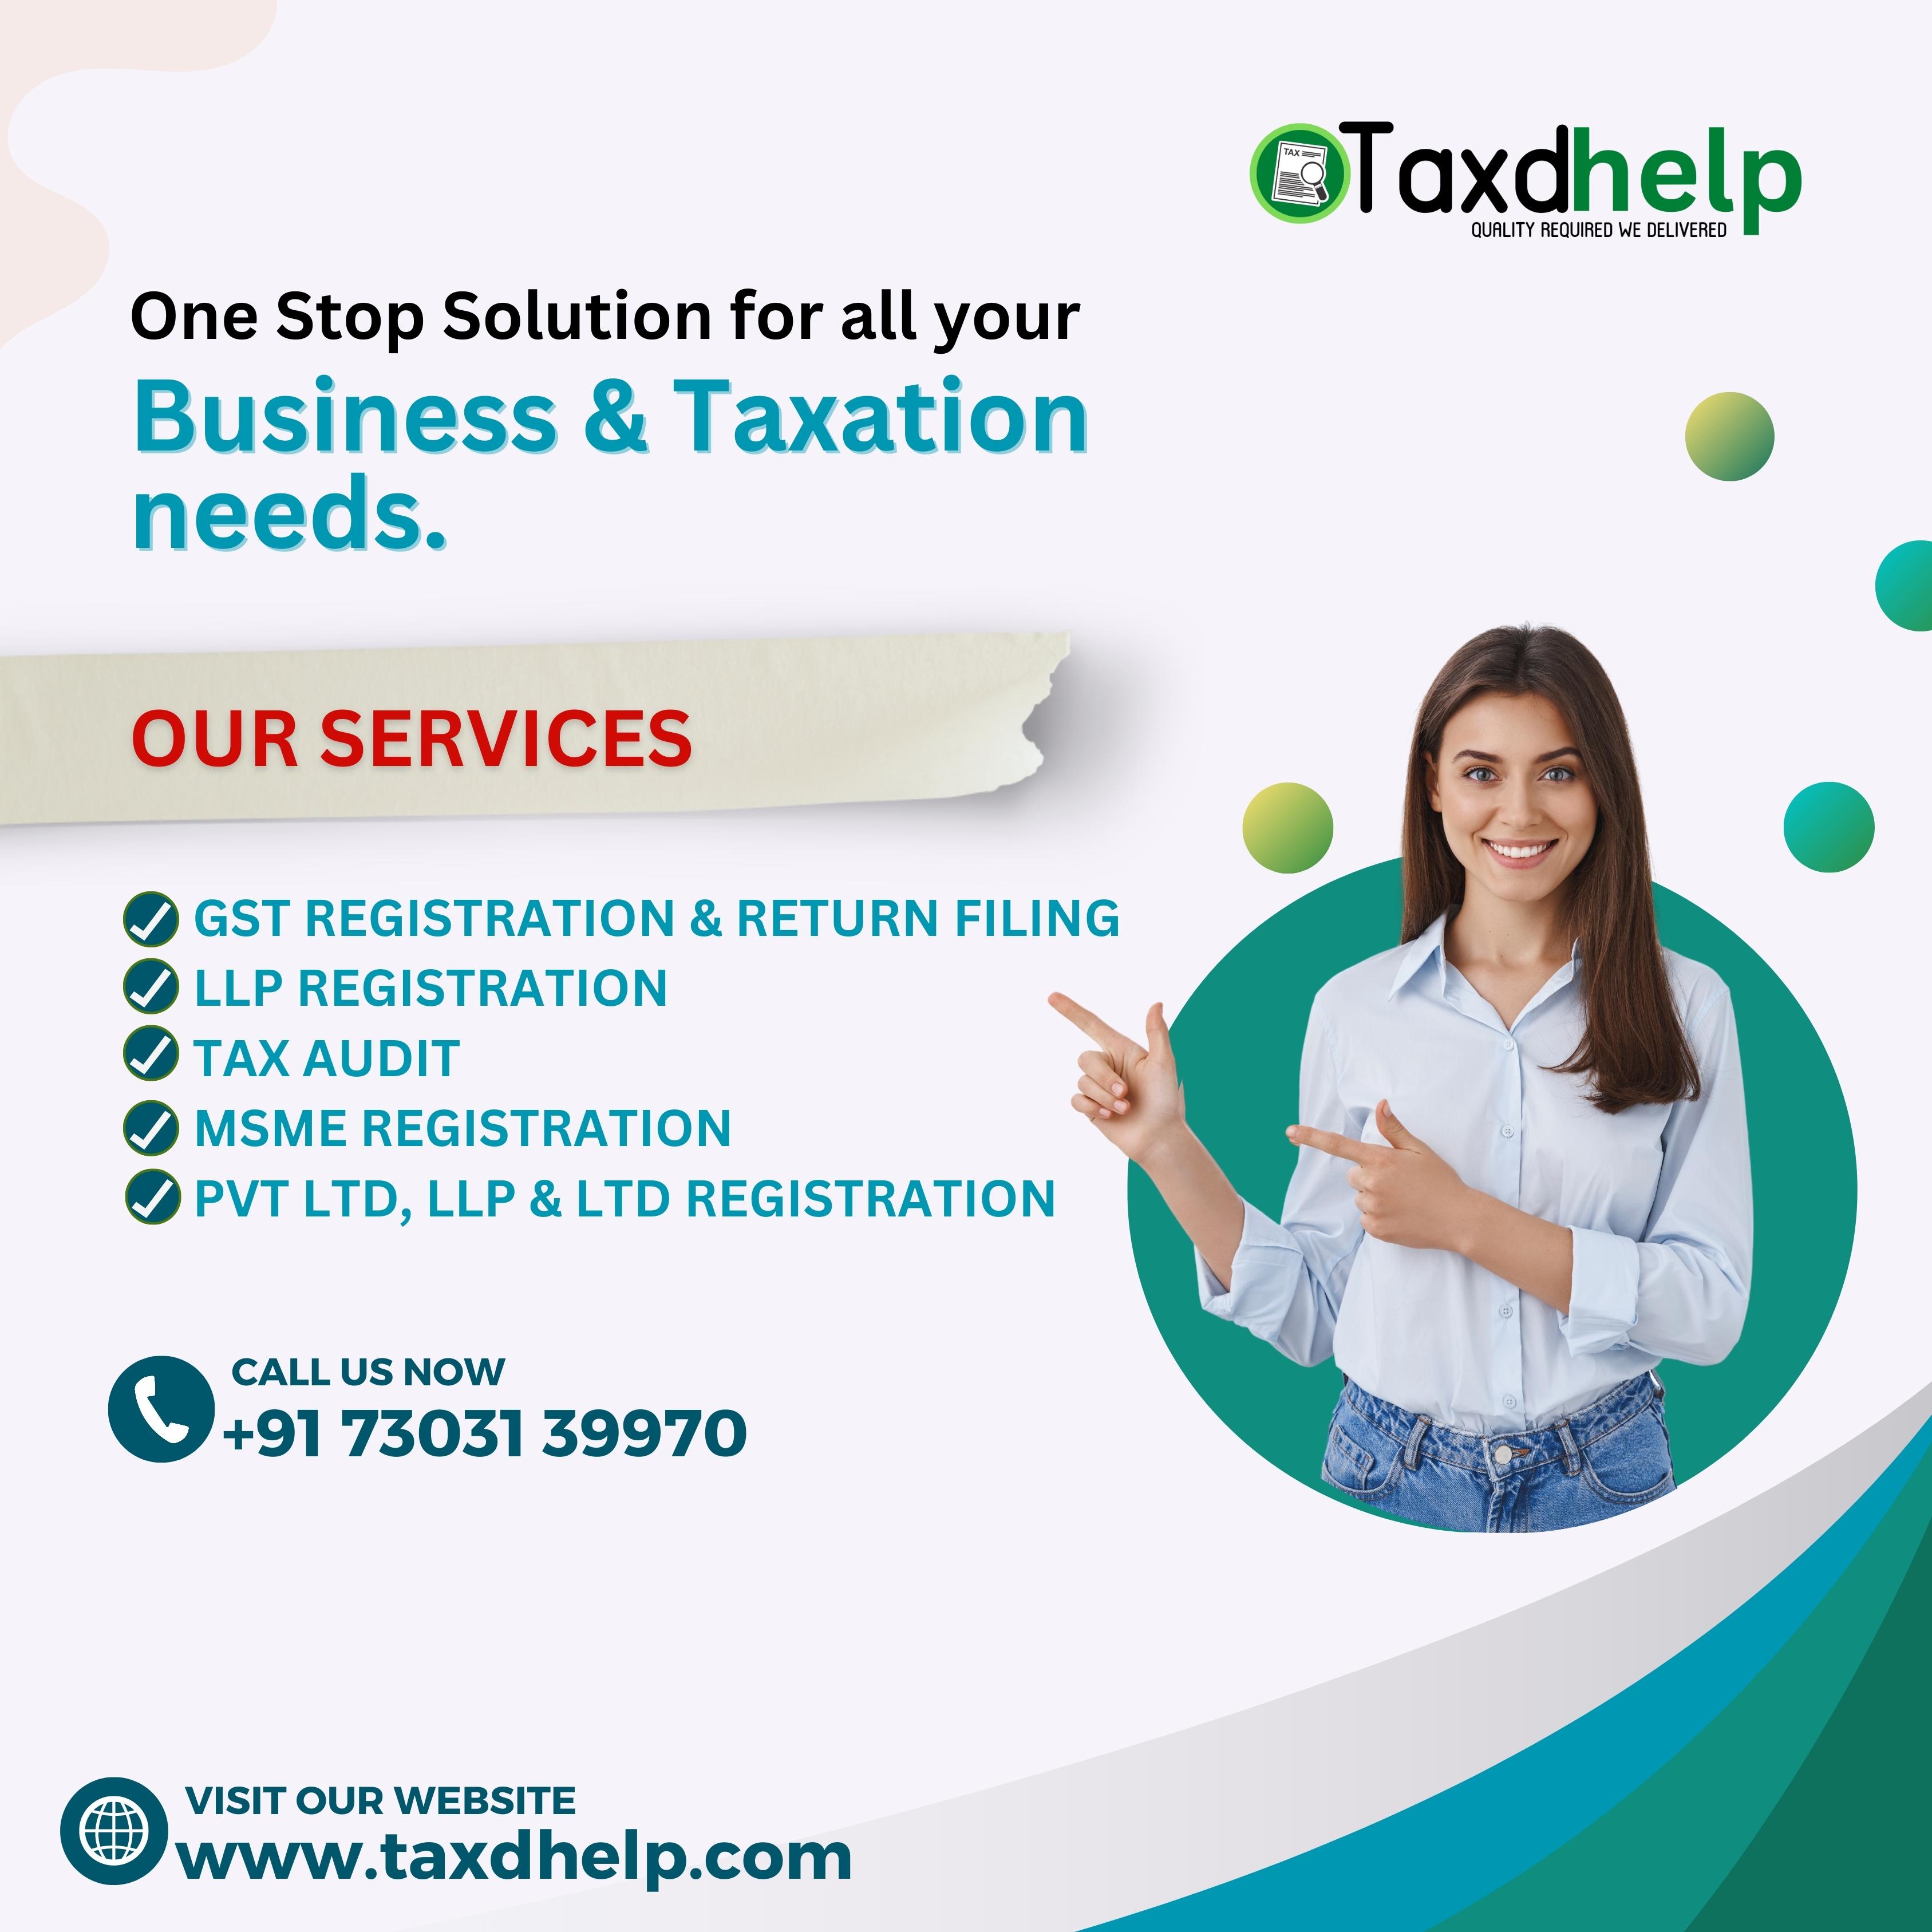 TAX
Taxdhelp
QUALITY REQUIRED WE DELIVERED
One Stop Solution for all your
Business & Taxation
needs.
OUR SERVICES
GST REGISTRATION & RETURN FILING
LLP REGISTRATION
TAX AUDIT
MSME REGISTRATION
PVT LTD, LLP & LTD REGISTRATION
CALL US NOW
+91 73031 39970
VISIT OUR WEBSITE
www.taxdhelp.com